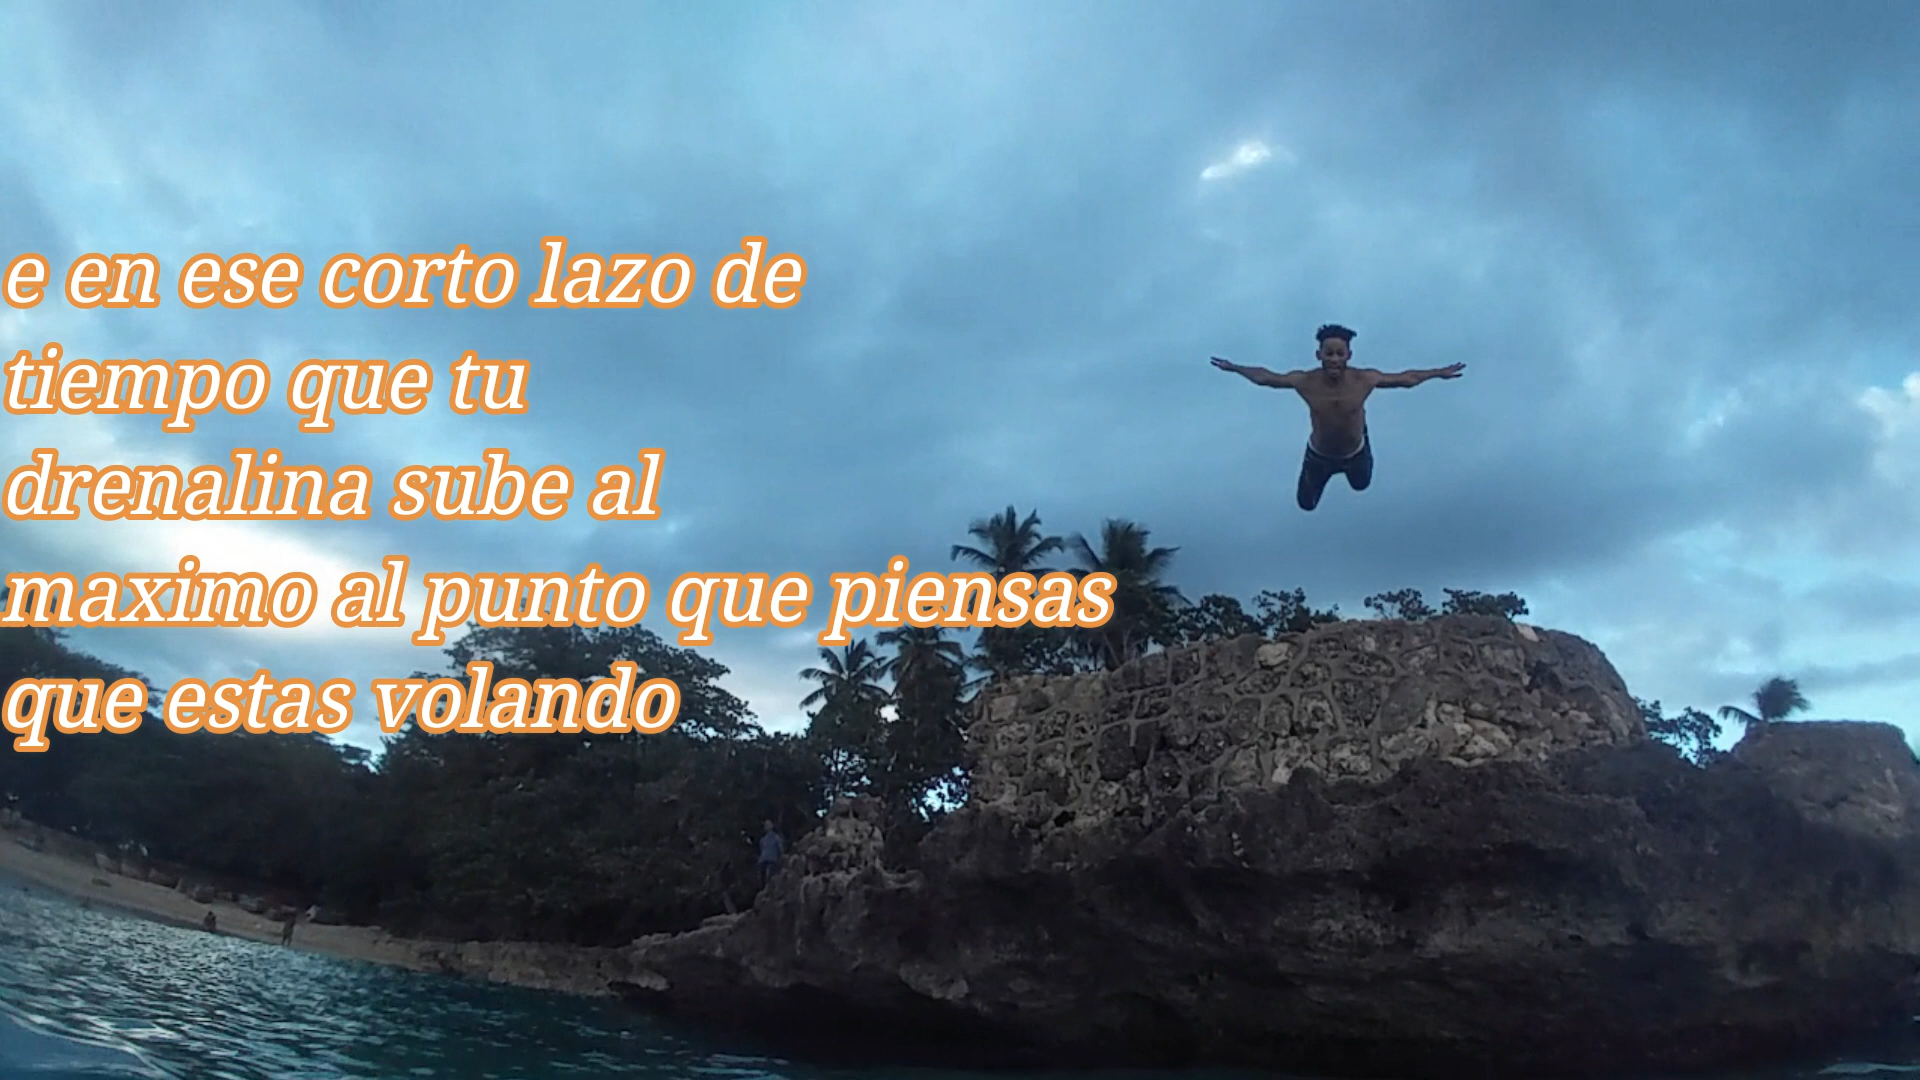 e en ese corto lazo de
tiempo que tu
drenalina sube al
maximo al punto que piensas
que estas volando